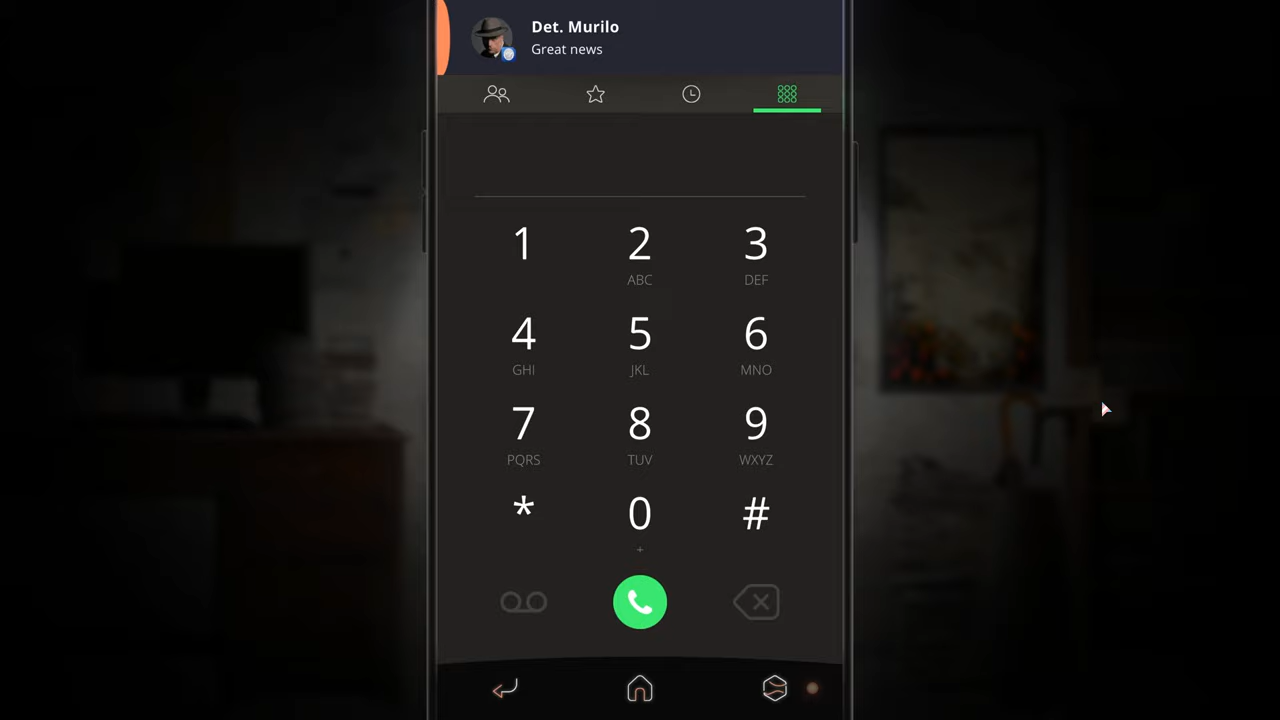 Det. Murilo
Great news
1 2 3
ABC DEF
4 5 6
GHI JKL MNO
7 8 9
PQRS TUV WXYZ
* 0 #
+